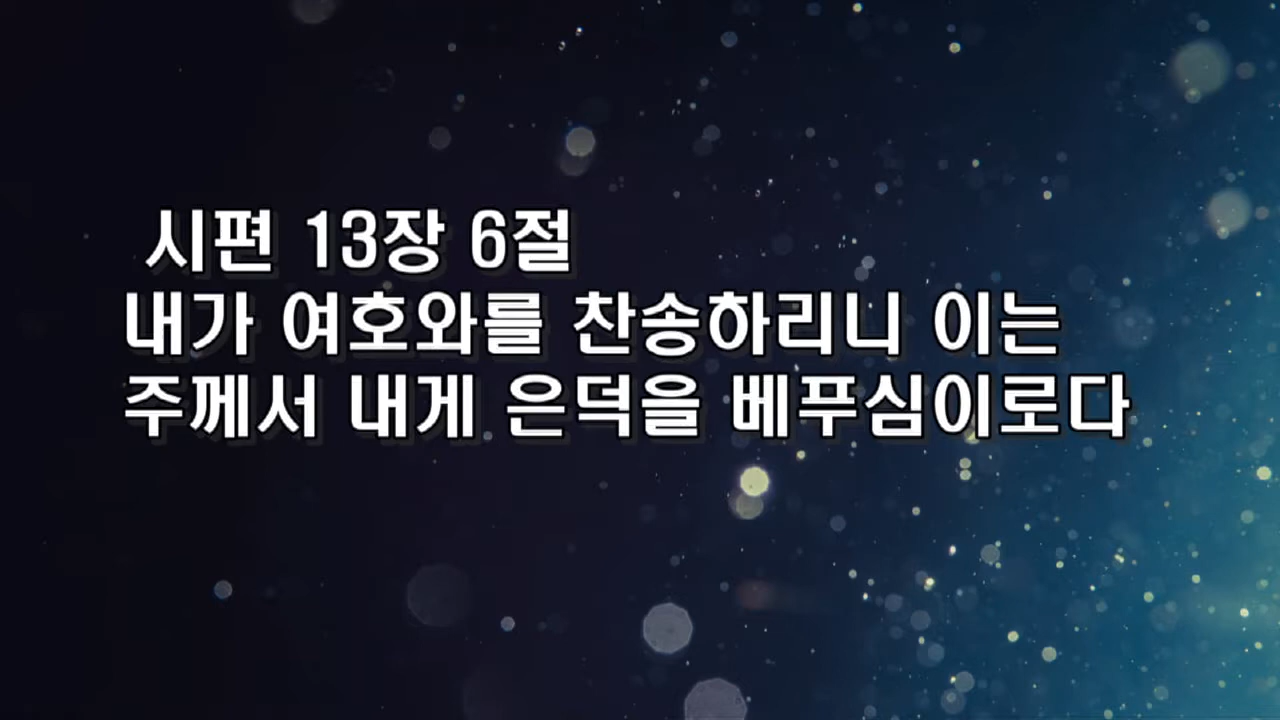 시편 13장 6절
내가 여호와를 찬송하리니 이는
주께서 내게 은덕을 베푸심이로다